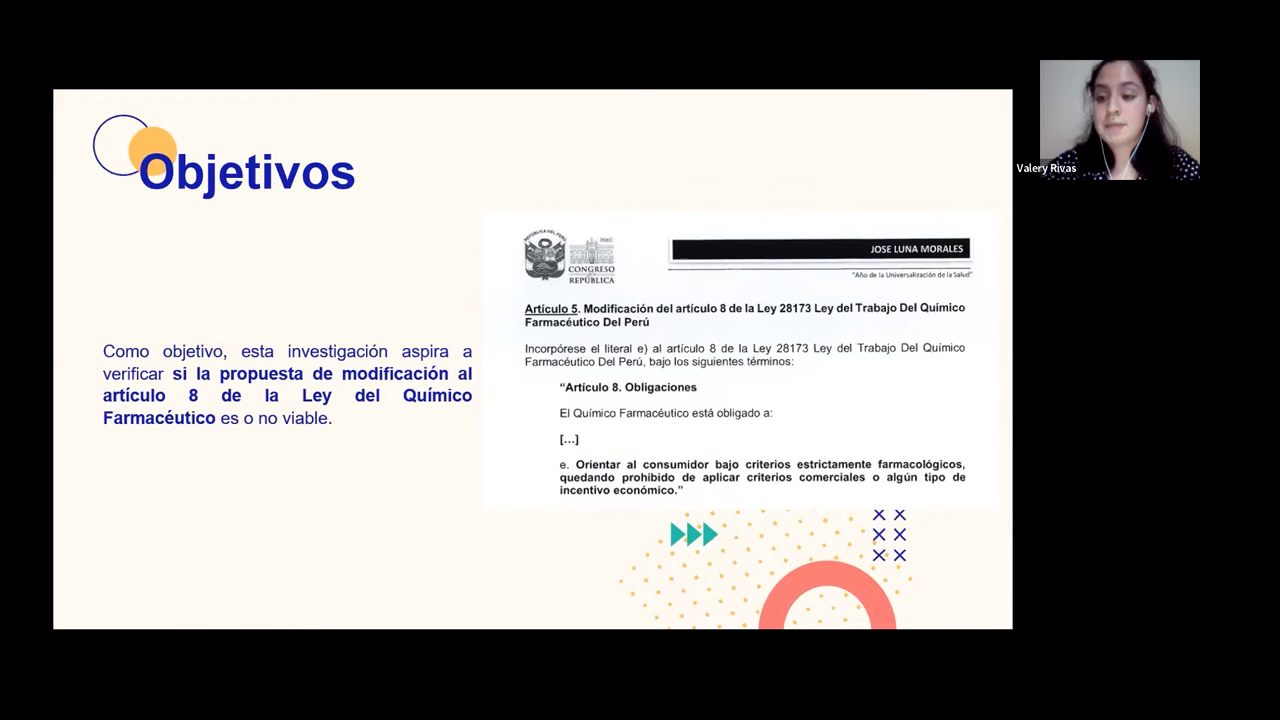 Objetivos
Valery Rivas
REPÚBLICA DEL PERÚ
PERÚ
CONGRESO
REPÚBLICA
JOSE LUNA MORALES
"Año de la Universalización de la Salud"
Artículo 5. Modificación del artículo 8 de la Ley 28173 Ley del Trabajo Del Químico
Farmacéutico Del Perú
Incorpórese el literal e) al artículo 8 de la Ley 28173 Ley del Trabajo Del Químico
Farmacéutico Del Perú, bajo los siguientes términos:
"Artículo 8. Obligaciones
El Químico Farmacéutico está obligado a:
[...]
e. Orientar al consumidor bajo criterios estrictamente farmacológicos,
quedando prohibido de aplicar criterios comerciales o algún tipo de
incentivo económico."
Como objetivo, esta investigación aspira a
verificar si la propuesta de modificación al
artículo 8 de la Ley del Químico
Farmacéutico es o no viable.